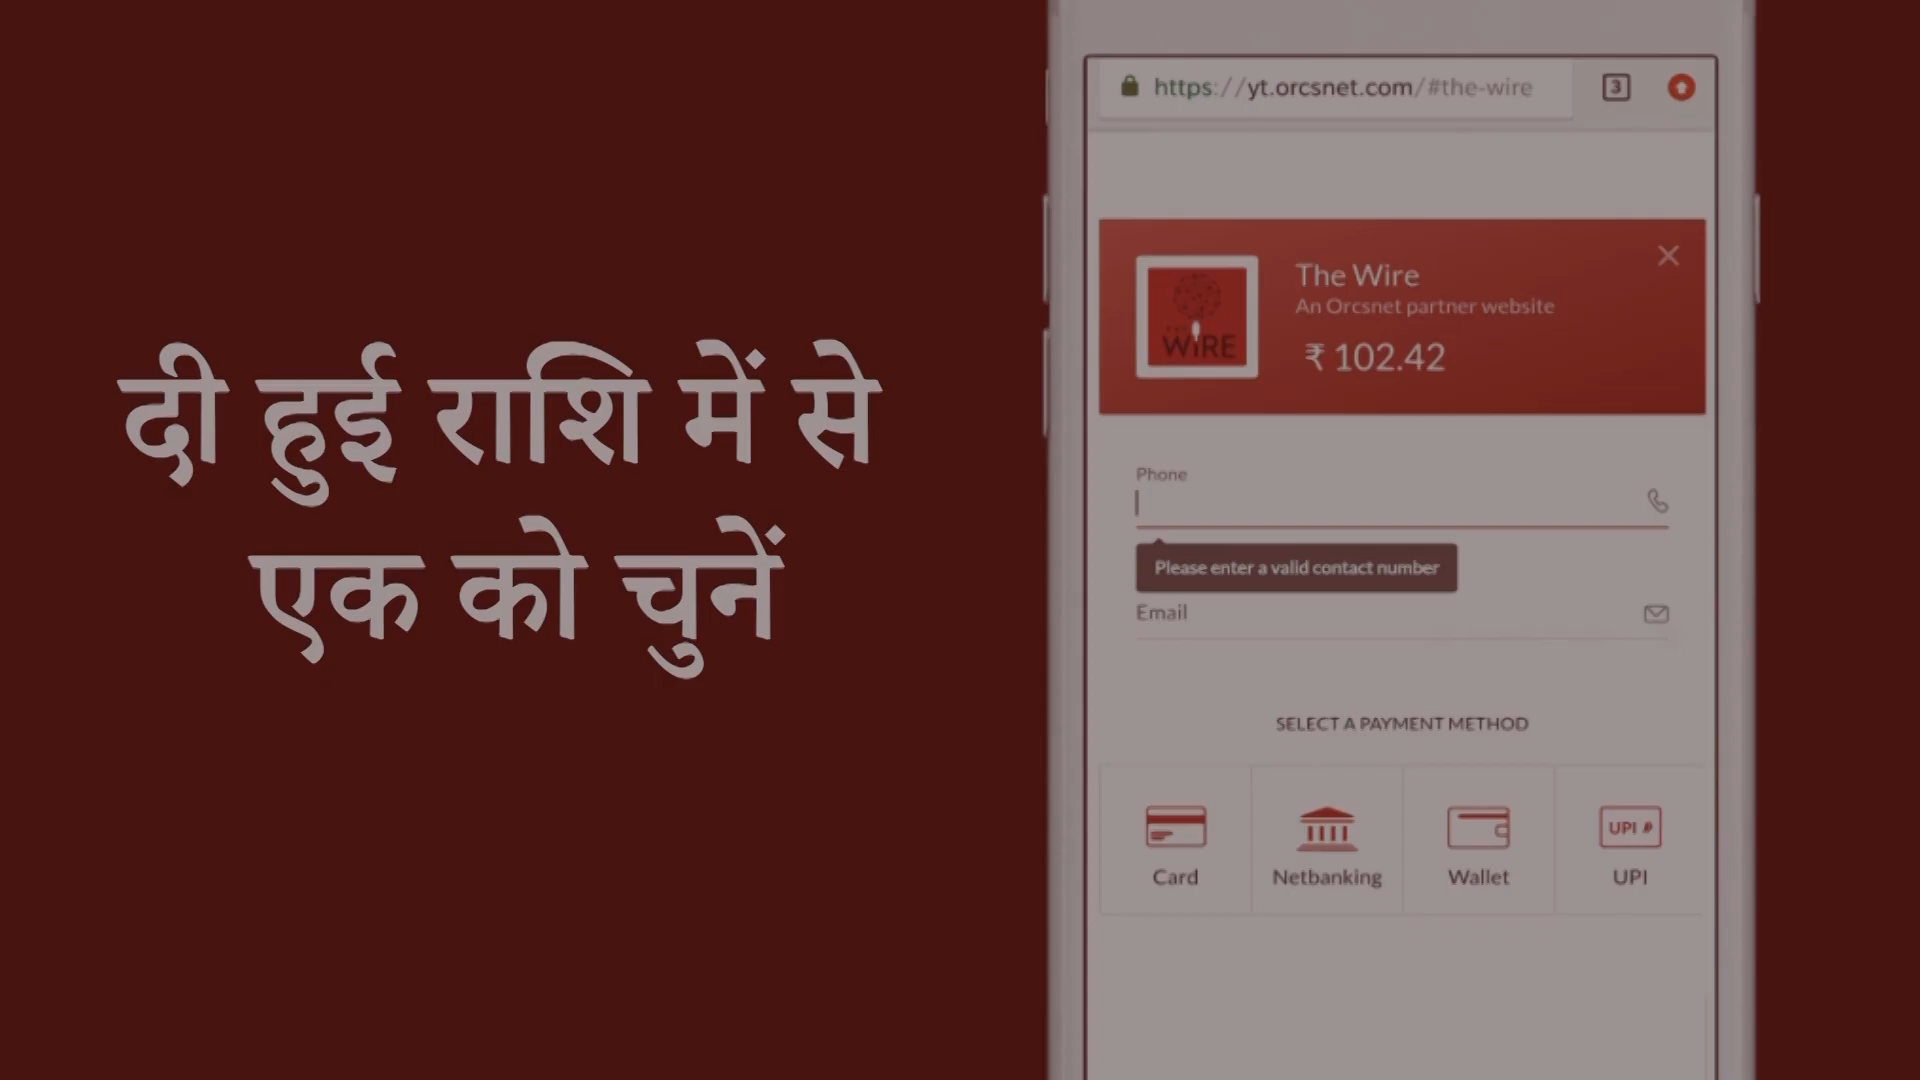 दी हुई राशि में से
एक को चुनें
https://yt.orcsnet.com/#the-wire
3
The Wire
An Orcsnet partner website
₹ 102.42
THE
WIRE
Phone
Please enter a valid contact number
Email
SELECT A PAYMENT METHOD
Card
Netbanking
Wallet
UPI
UPI